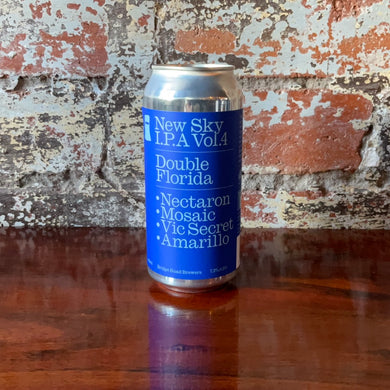 New Sky
I.P.A Vol.4
Double
Florida
• Nectaron
• Mosaic
• Vic Secret
• Amarillo
Bridge Road Brewers